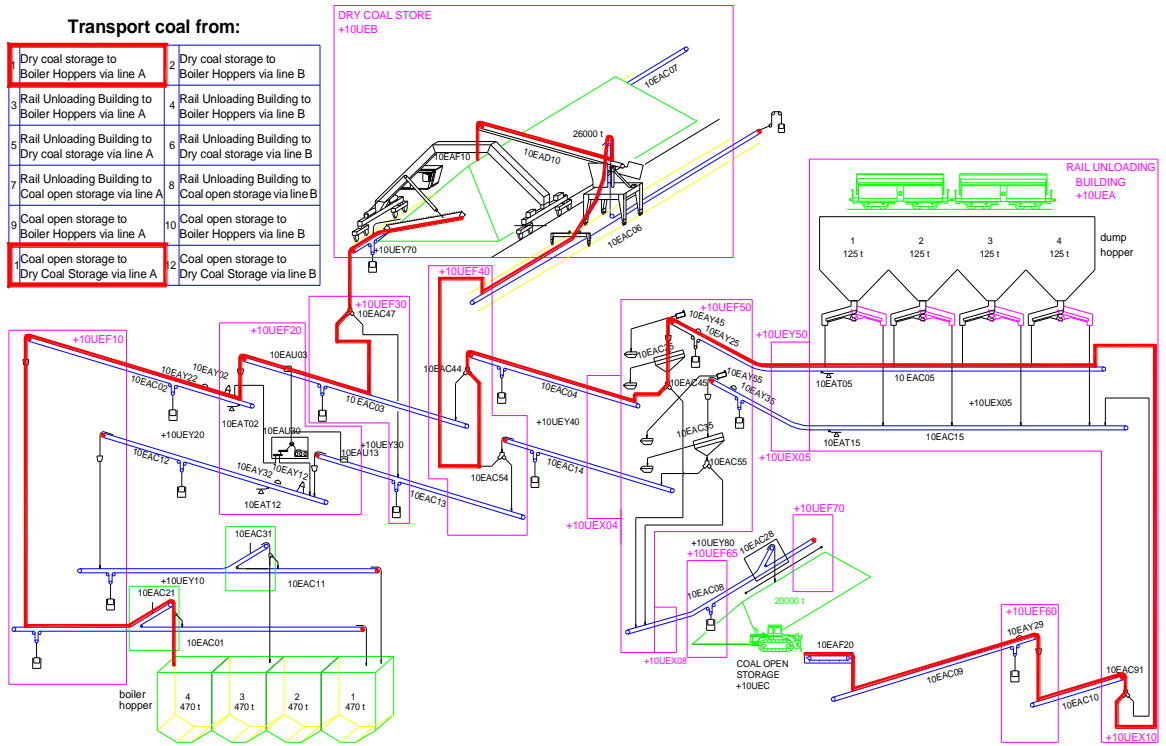 Transport coal from:
1 Dry coal storage to
Boiler Hoppers via line A
2 Dry coal storage to
Boiler Hoppers via line B
3 Rail Unloading Building to
Boiler Hoppers via line A
4 Rail Unloading Building to
Boiler Hoppers via line B
5 Rail Unloading Building to
Dry coal storage via line A
6 Rail Unloading Building to
Dry coal storage via line B
7 Rail Unloading Building to
Coal open storage via line A
8 Rail Unloading Building to
Coal open storage via line B
9 Coal open storage to
Boiler Hoppers via line A
10 Coal open storage to
Boiler Hoppers via line B
1 Coal open storage to
Dry Coal Storage via line A
12 Coal open storage to
Dry Coal Storage via line B
DRY COAL STORE
+10UEB
10EAC07
26000 t
10EAF10
10EAD10
10EAC06
+10UEY70
RAIL UNLOADING
BUILDING
+10UEA
1
125 t
2
125 t
3
125 t
4
125 t
dump
hopper
+10UEF40
+10UEF30
10EAC47
+10UEF50
10EAY45
10EAY25
+10UEY50
+10UEF20
+10UEF10
10EAU03
10EAY02
10EAY22
10EAC02
10EAC03
10EAC44
10EAC04
10EAC25
10EAC45
10EAY55
10EAY35
10EAT05
10EAC05
+10UEX05
10EAT02
10EAU30
+10UEY20
10EAC12
10EAY32
10EAY12
10EAT12
+10UEY30
10EAU13
10EAC13
+10UEY40
10EAC54
10EAC14
10EAC35
10EAC55
10EAT15
10EAC15
+10UEX05
+10UEX04
+10UEF70
+10UEY80
10EAC28
+10UEF65
10EAC08
10EAC31
+10UEY10
10EAC11
10EAC21
10EAC01
20000 t
+10UEX08
COAL OPEN
STORAGE
+10UEC
10EAF20
+10UEF60
10EAY29
10EAC09
10EAC91
10EAC10
+10UEX10
boiler
hopper
4
470 t
3
470 t
2
470 t
1
470 t